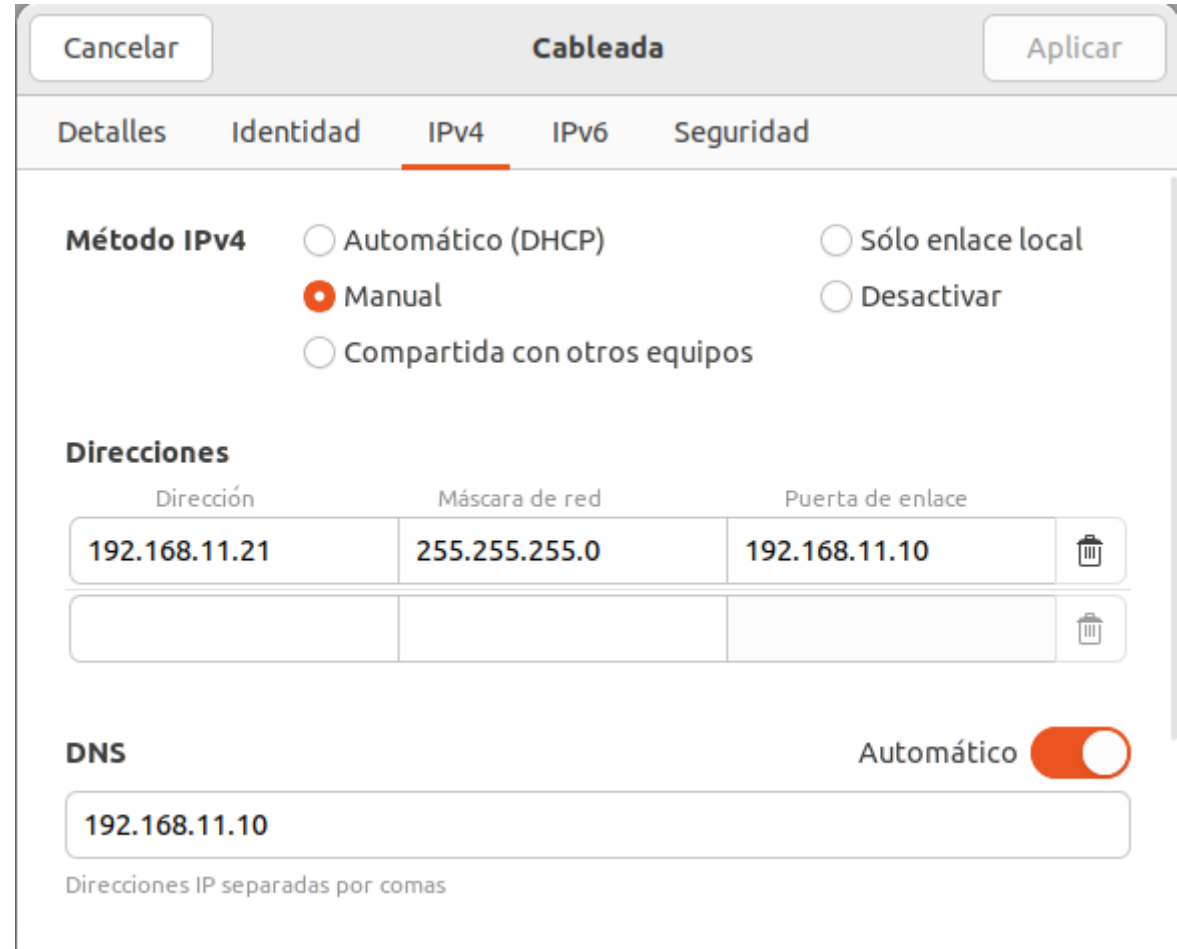 Cancelar Cableada Aplicar
Detalles Identidad IPv4 IPv6 Seguridad
Método IPv4 Automático (DHCP) Sólo enlace local
Manual Desactivar
Compartida con otros equipos
Direcciones
Dirección Máscara de red Puerta de enlace
192.168.11.21 255.255.255.0 192.168.11.10
DNS Automático
192.168.11.10
Direcciones IP separadas por comas